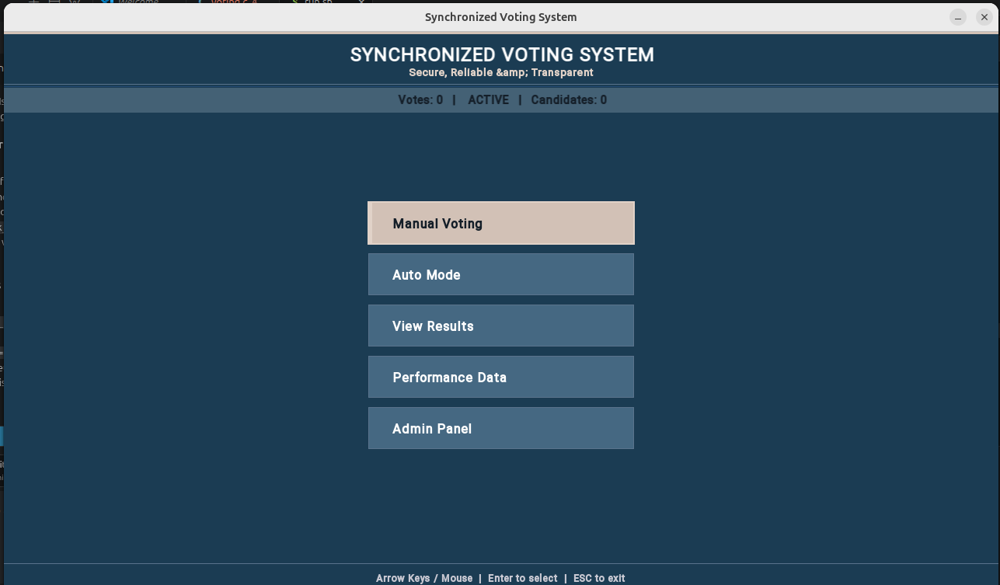 Synchronized Voting System
SYNCHRONIZED VOTING SYSTEM
Secure, Reliable &amp; Transparent
Votes: 0 | ACTIVE | Candidates: 0
Manual Voting
Auto Mode
View Results
Performance Data
Admin Panel
Arrow Keys / Mouse | Enter to select | ESC to exit